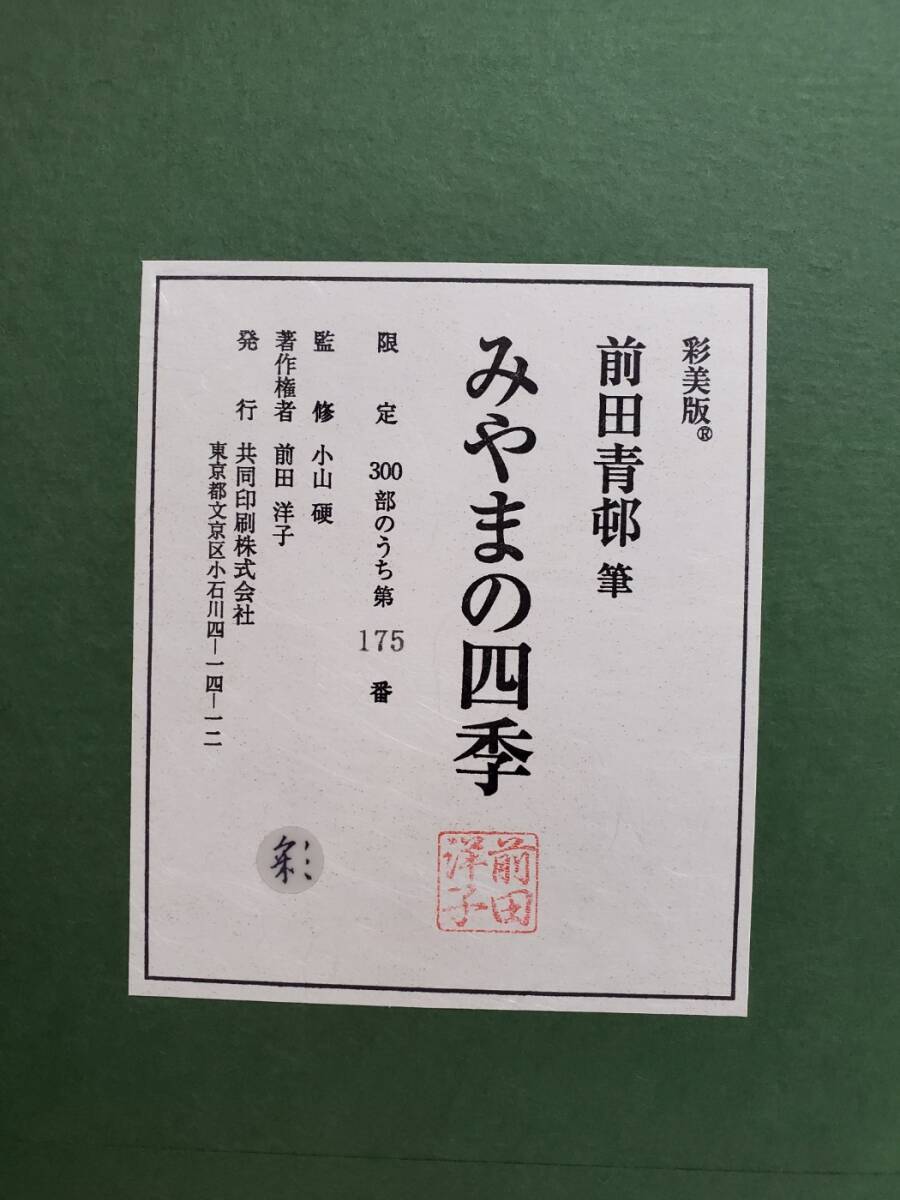 彩美版®
前田青邨 筆
みやまの四季
限定 300部のうち第 175 番
監修 小山 硬
著作権者 前田 洋子
発行 共同印刷株式会社
東京都文京区小石川四―一四―一二
前田
洋子
彩